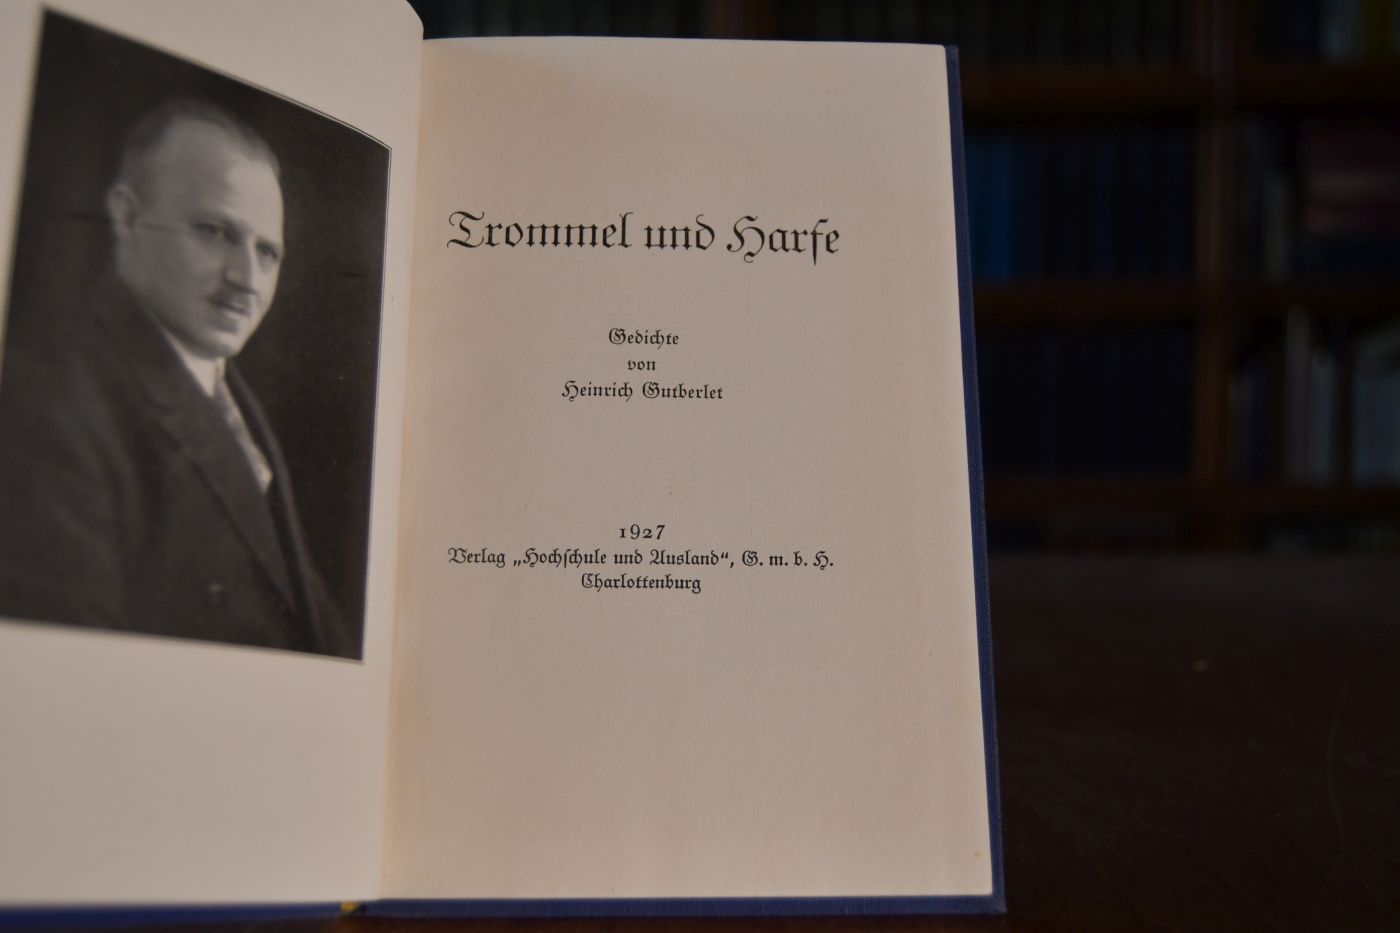 Trommel und Harfe
Gedichte
von
Heinrich Gutberlet
1927
Verlag „Hochſchule und Ausland“, G. m. b. H.
Charlottenburg